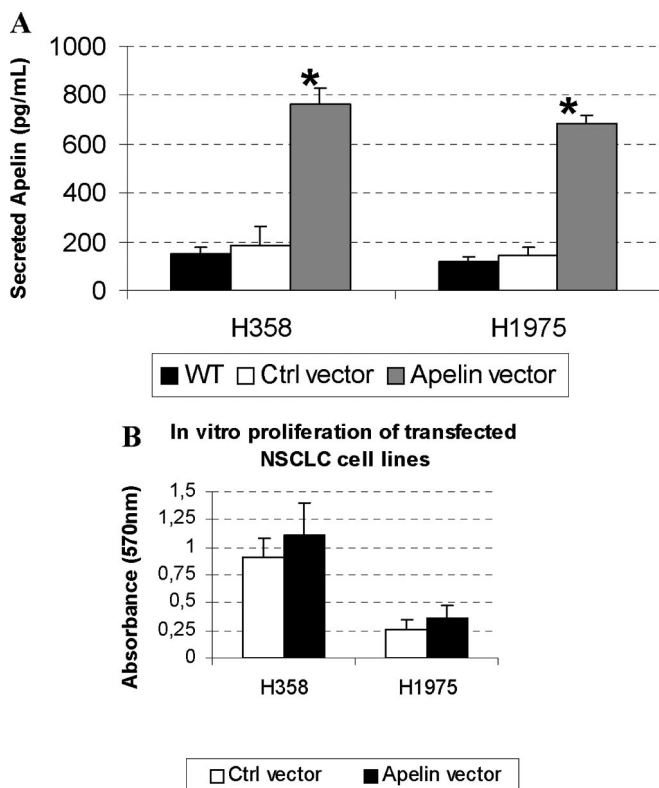 A
Secreted Apelin (pg/mL)
1000
800
600
400
200
0
*
*
H358 H1975
WT Ctrl vector Apelin vector
B In vitro proliferation of transfected
NSCLC cell lines
Absorbance (570nm)
1,5
1,25
1
0,75
0,5
0,25
0
H358 H1975
Ctrl vector Apelin vector